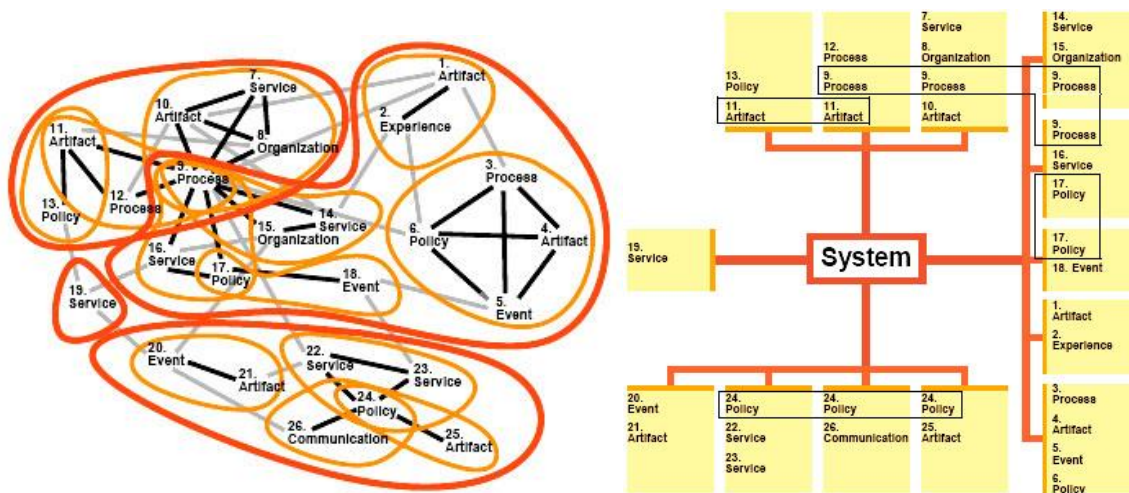 7.
Service
1.
Artifact
10.
Artifact
2.
Experience
11.
Artifact
8.
Organization
9.
Process
3.
Process
12.
Process
13.
Policy
14.
Service
15.
Organization
6.
Policy
4.
Artifact
16.
Service
17.
Policy
18.
Event
5.
Event
19.
Service
20.
Event
21.
Artifact
22.
Service
23.
Service
24.
Policy
26.
Communication
25.
Artifact
13.
Policy
11.
Artifact
12.
Process
9.
Process
11.
Artifact
7.
Service
8.
Organization
9.
Process
10.
Artifact
14.
Service
15.
Organization
9.
Process
9.
Process
16.
Service
17.
Policy
17.
Policy
18. Event
19.
Service
System
1.
Artifact
2.
Experience
3.
Process
4.
Artifact
5.
Event
6.
Policy
20.
Event
21.
Artifact
24.
Policy
22.
Service
23.
Service
24.
Policy
26.
Communication
24.
Policy
25.
Artifact